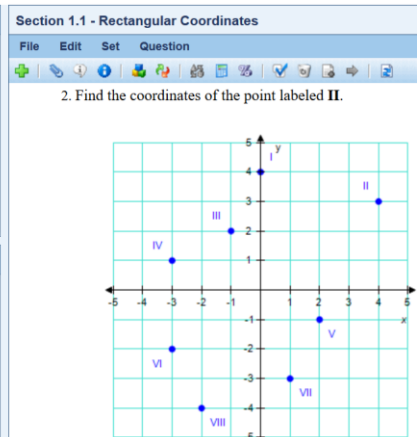 Section 1.1 - Rectangular Coordinates
File Edit Set Question
2. Find the coordinates of the point labeled II.
5
y
I
4
II
3
III
2
IV
1
-5 -4 -3 -2 -1 1 2 3 4 5
x
-1
V
-2
VI
-3
VII
-4
VIII
-5